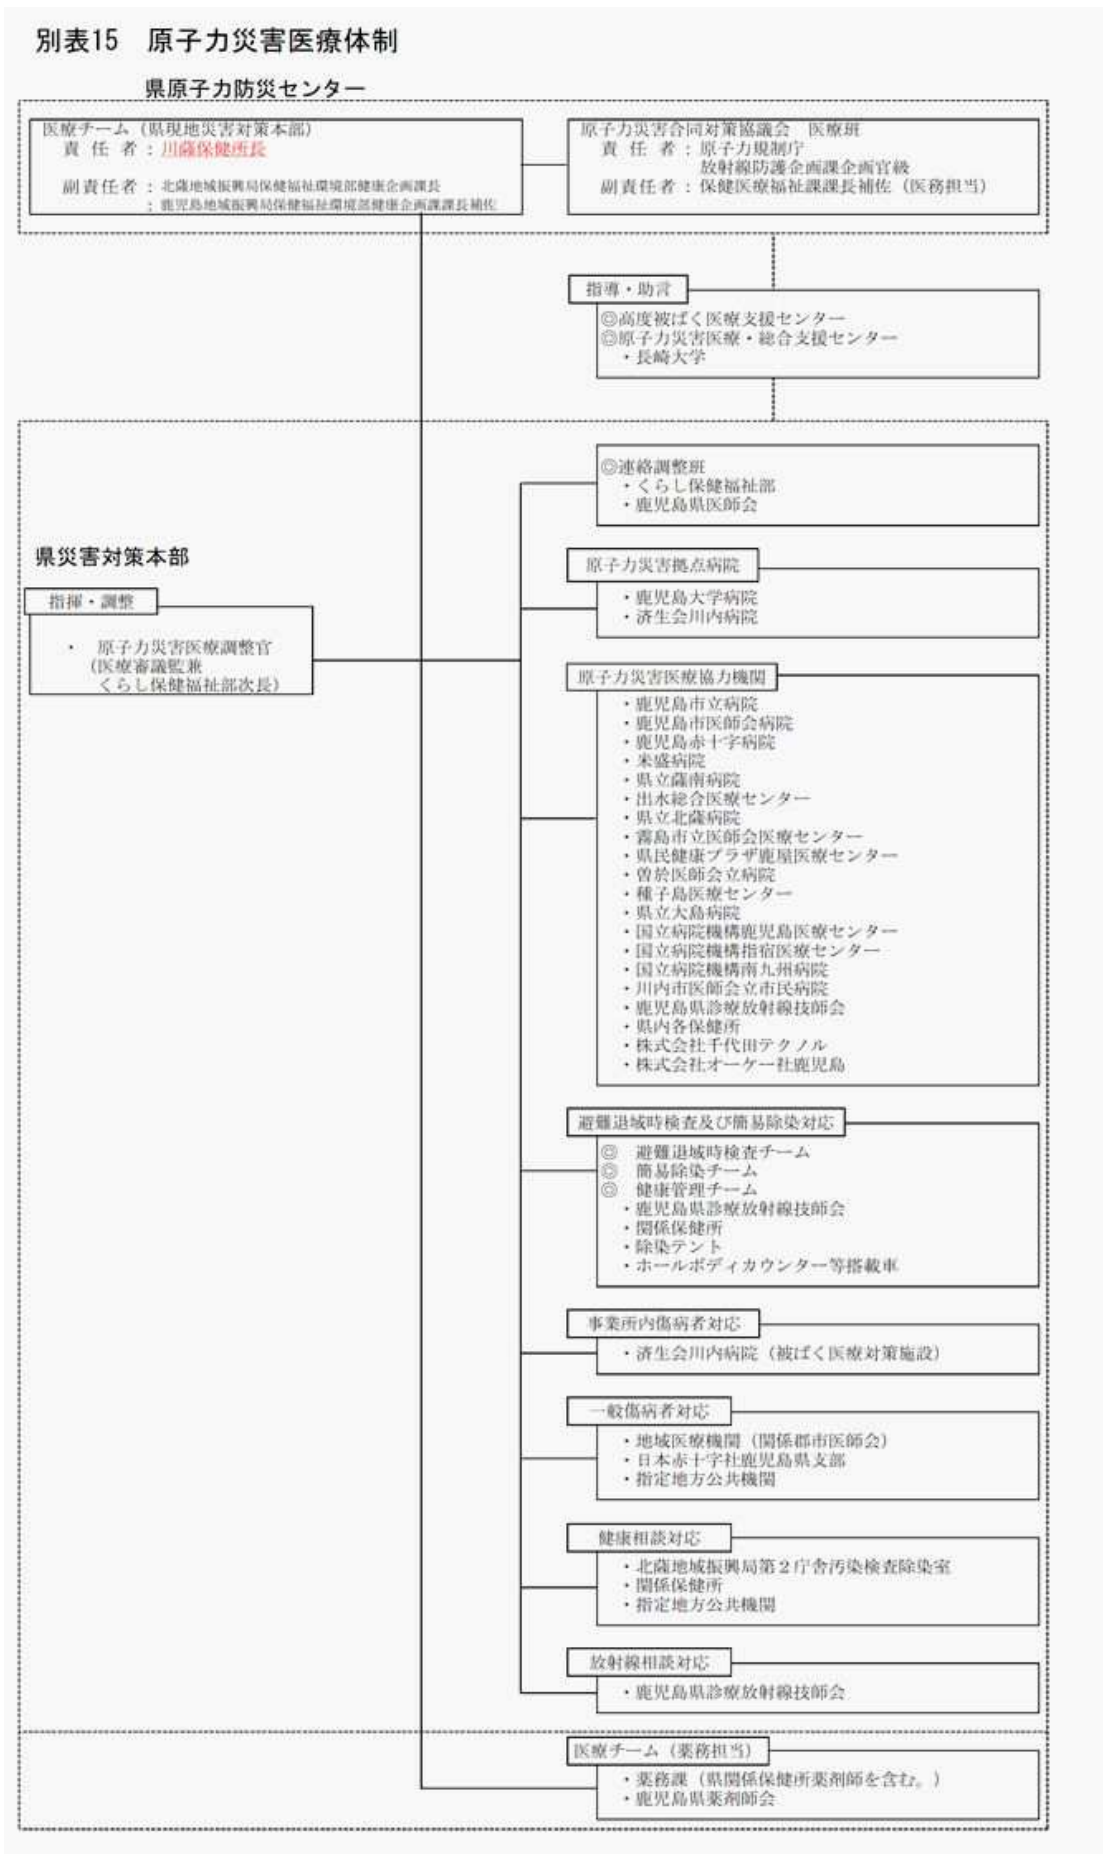 別表15　原子力災害医療体制
県原子力防災センター
医療チーム（県現地災害対策本部）
責 任 者：川薩保健所長
副責任者：北薩地域振興局保健福祉環境部健康企画課長
：鹿児島地域振興局保健福祉環境部健康企画課課長補佐
原子力災害合同対策協議会　医療班
責 任 者：原子力規制庁
放射線防護企画課企画官級
副責任者：保健医療福祉課課長補佐（医務担当）
指導・助言
◎高度被ばく医療支援センター
◎原子力災害医療・総合支援センター
・長崎大学
◎連絡調整班
・くらし保健福祉部
・鹿児島県医師会
県災害対策本部
指揮・調整
・　原子力災害医療調整官
（医療審議監兼
くらし保健福祉部次長）
原子力災害拠点病院
・鹿児島大学病院
・済生会川内病院
原子力災害医療協力機関
・鹿児島市立病院
・鹿児島市医師会病院
・鹿児島赤十字病院
・米盛病院
・県立薩南病院
・出水総合医療センター
・県立北薩病院
・霧島市立医師会医療センター
・県民健康プラザ鹿屋医療センター
・曽於医師会立病院
・種子島医療センター
・県立大島病院
・国立病院機構鹿児島医療センター
・国立病院機構指宿医療センター
・国立病院機構南九州病院
・川内市医師会立市民病院
・鹿児島県診療放射線技師会
・県内各保健所
・株式会社千代田テクノル
・株式会社オーケー社鹿児島
避難退域時検査及び簡易除染対応
◎　避難退域時検査チーム
◎　簡易除染チーム
◎　健康管理チーム
・鹿児島県診療放射線技師会
・関係保健所
・除染テント
・ホールボディカウンター等搭載車
事業所内傷病者対応
・済生会川内病院（被ばく医療対策施設）
一般傷病者対応
・地域医療機関（関係郡市医師会）
・日本赤十字社鹿児島県支部
・指定地方公共機関
健康相談対応
・北薩地域振興局第２庁舎汚染検査除染室
・関係保健所
・指定地方公共機関
放射線相談対応
・鹿児島県診療放射線技師会
医療チーム（薬務担当）
・薬務課（県関係保健所薬剤師を含む。）
・鹿児島県薬剤師会